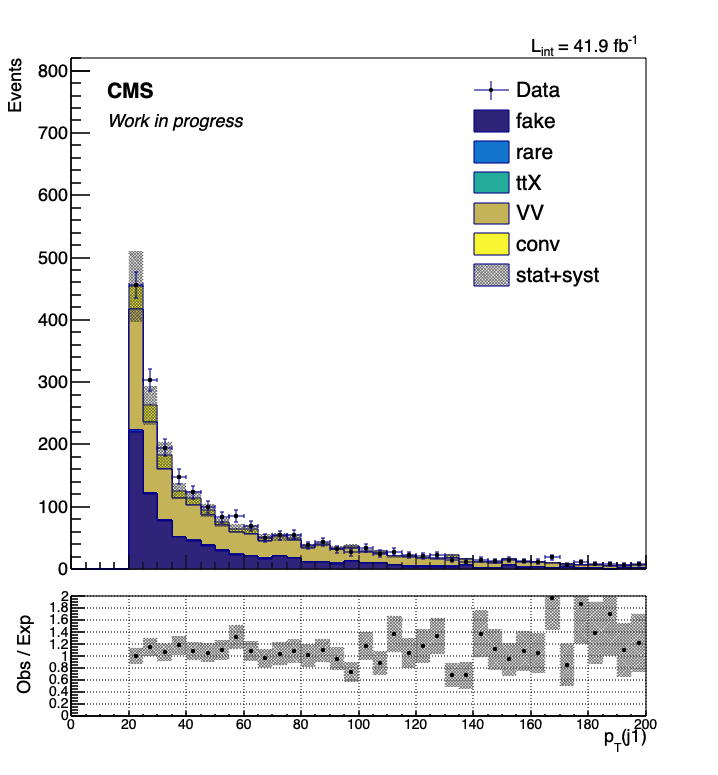 L_int = 41.9 fb^-1
Events
800
700
600
500
400
300
200
100
0
CMS
Work in progress
Data
fake
rare
ttX
VV
conv
stat+syst
Obs / Exp
2
1.8
1.6
1.4
1.2
1
0.8
0.6
0.4
0.2
0
0 20 40 60 80 100 120 140 160 180 200
p_T(j1)